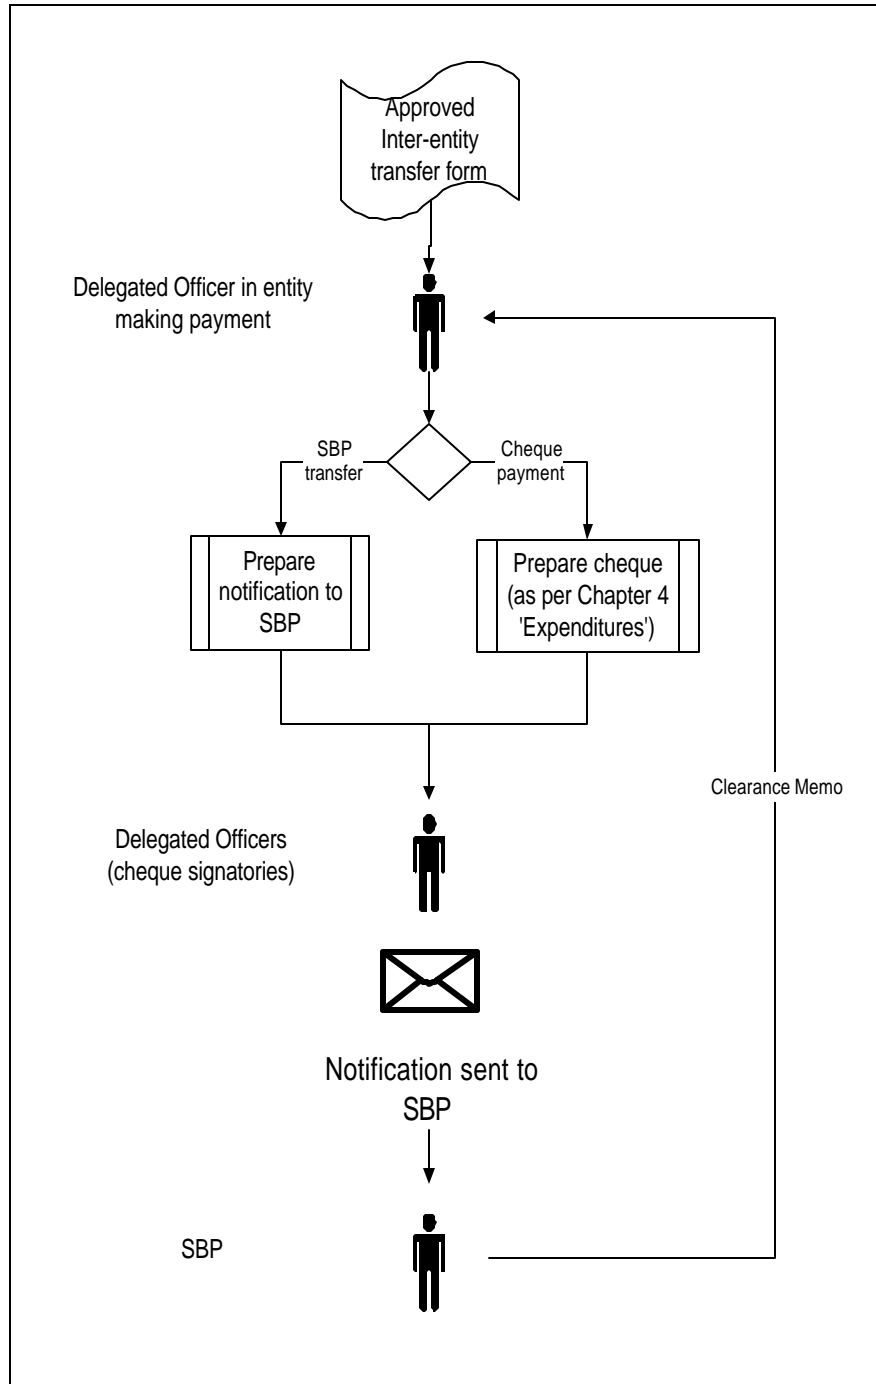 Approved
Inter-entity
transfer form
Delegated Officer in entity
making payment
SBP
transfer
Cheque
payment
Prepare
notification to
SBP
Prepare cheque
(as per Chapter 4
'Expenditures')
Clearance Memo
Delegated Officers
(cheque signatories)
Notification sent to
SBP
SBP